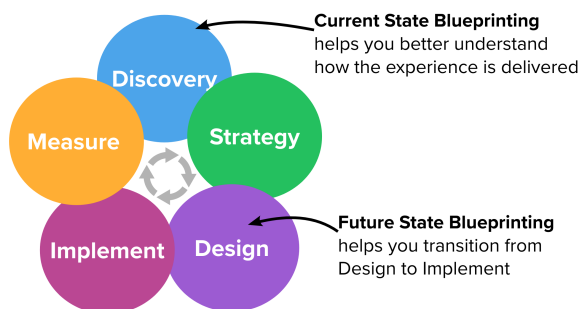 Current State Blueprinting
helps you better understand
how the experience is delivered
Discovery
Measure
Strategy
Implement
Design
Future State Blueprinting
helps you transition from
Design to Implement